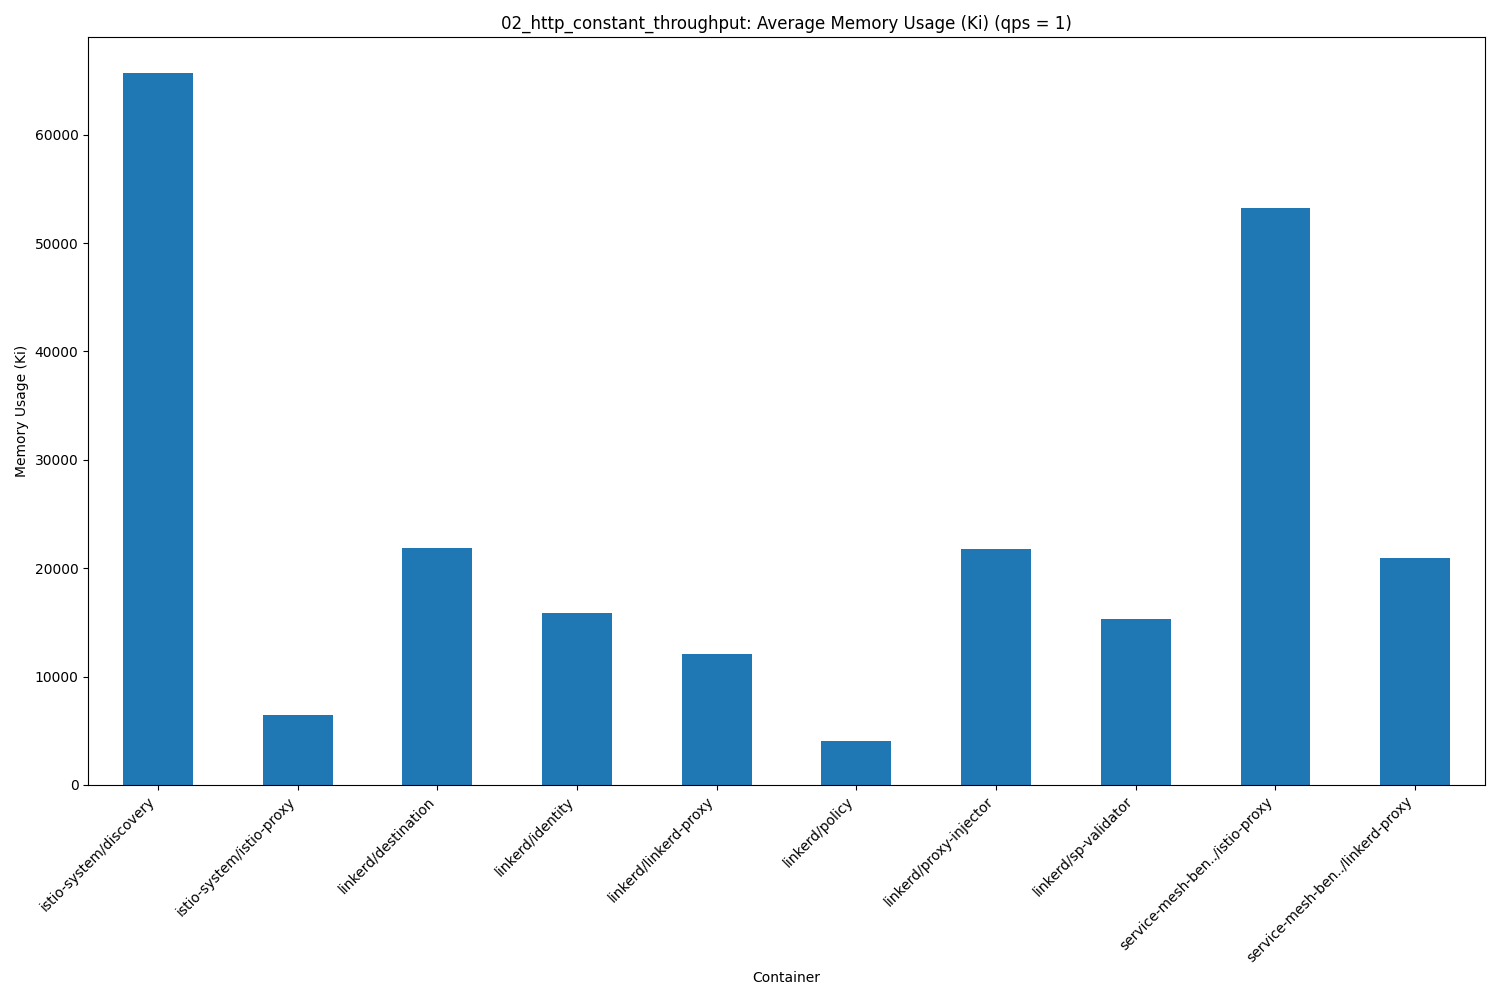 02_http_constant_throughput: Average Memory Usage (Ki) (qps = 1)
Memory Usage (Ki)
60000
50000
40000
30000
20000
10000
0
istio-system/discovery
istio-system/istio-proxy
linkerd/destination
linkerd/identity
linkerd/linkerd-proxy
linkerd/policy
linkerd/proxy-injector
linkerd/sp-validator
service-mesh-ben../istio-proxy
service-mesh-ben../linkerd-proxy
Container